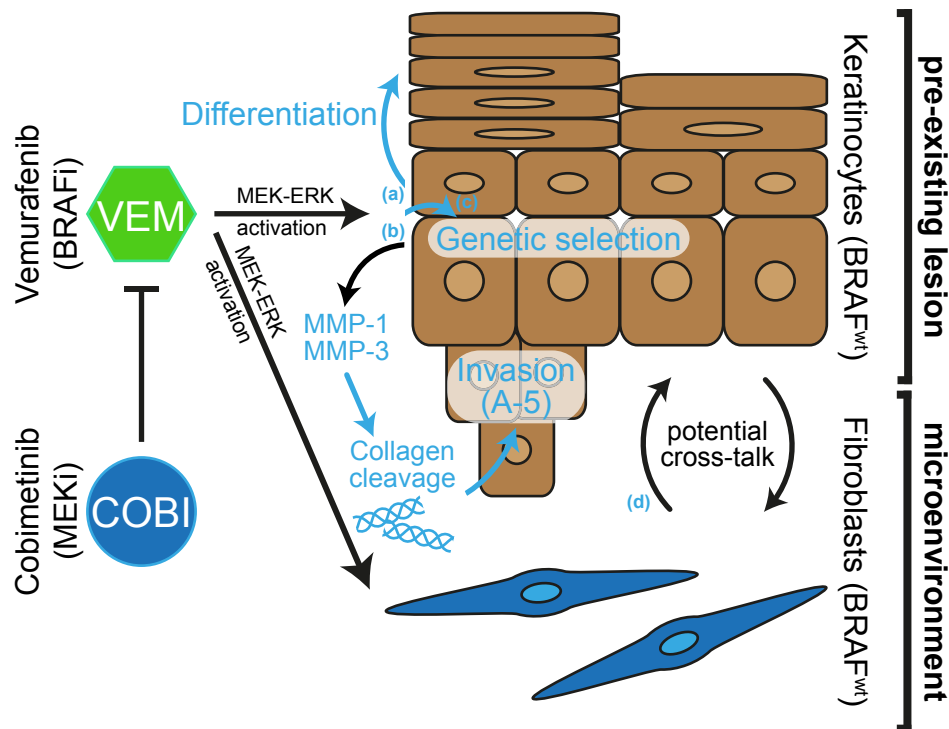 Vemurafenib
(BRAFi)
VEM
Cobimetinib
(MEKi)
COBI
MEK-ERK
activation
MEK-ERK
activation
Differentiation
(a)
(c)
(b)
Genetic selection
MMP-1
MMP-3
Invasion
(A-5)
Collagen
cleavage
potential
cross-talk
(d)
Keratinocytes (BRAFwt)
pre-existing lesion
Fibroblasts (BRAFwt)
microenvironment